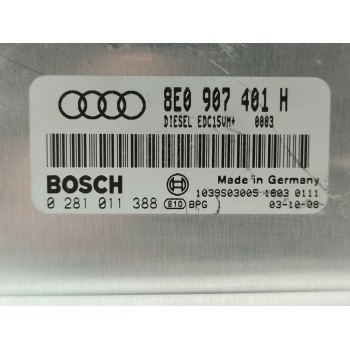 8E0 907 401 H
DIESEL EDC15VM+ 0003
BOSCH
Made in Germany
1039S03005 1803 0111
0 281 011 388 810 BPG 03-10-08